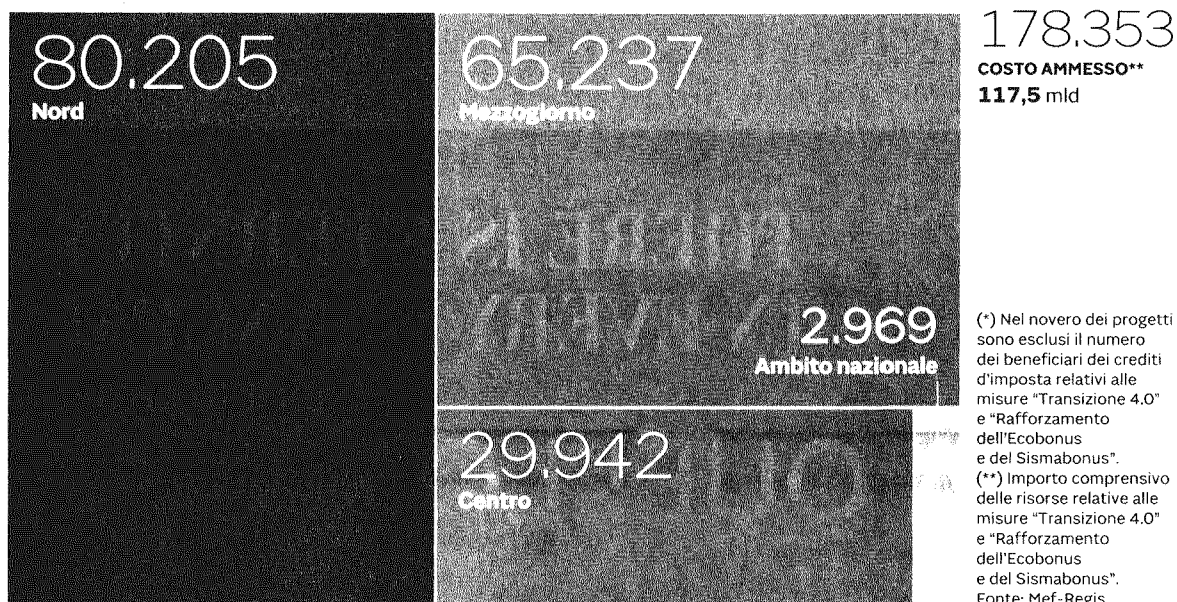 80.205
Nord
65.237
Mezzogiorno
2.969
Ambito nazionale
29.942
Centro
178.353
COSTO AMMESSO**
117,5 mld
(*) Nel novero dei progetti
sono esclusi il numero
dei beneficiari dei crediti
d'imposta relativi alle
misure "Transizione 4.0"
e "Rafforzamento
dell'Ecobonus
e del Sismabonus".
(**) Importo comprensivo
delle risorse relative alle
misure "Transizione 4.0"
e "Rafforzamento
dell'Ecobonus
e del Sismabonus".
Fonte: Mef-Regis